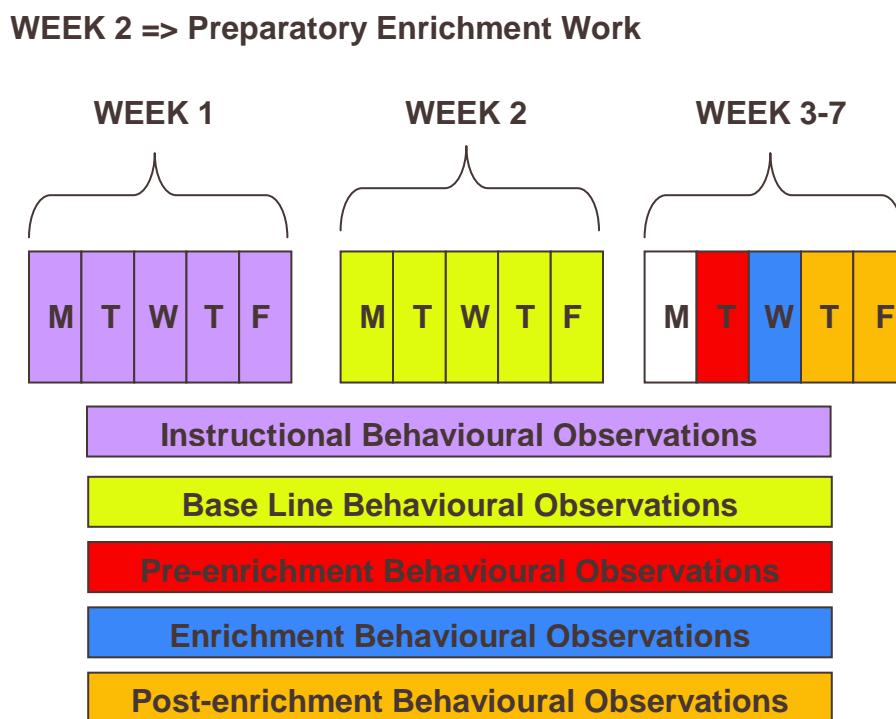 WEEK 2 => Preparatory Enrichment Work
WEEK 1 WEEK 2 WEEK 3-7
M T W T F M T W T F M T W T F
Instructional Behavioural Observations
Base Line Behavioural Observations
Pre-enrichment Behavioural Observations
Enrichment Behavioural Observations
Post-enrichment Behavioural Observations